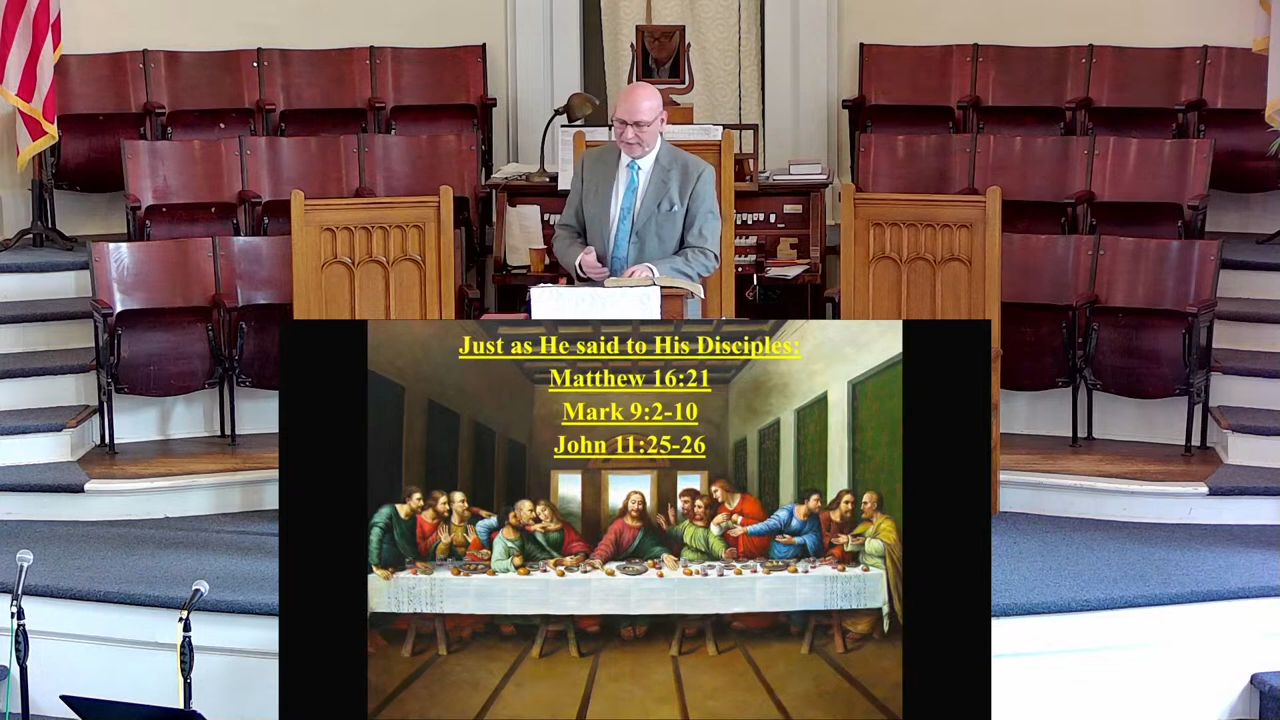 Just as He said to His Disciples:
Matthew 16:21
Mark 9:2-10
John 11:25-26